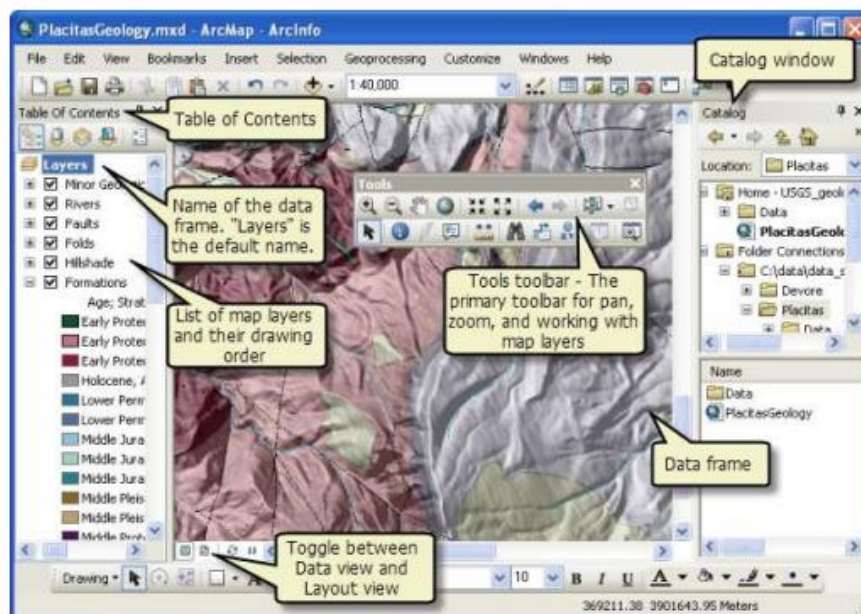 PlacitasGeology.mxd - ArcMap - ArcInfo
File Edit View Bookmarks Insert Selection Geoprocessing Customize Windows Help
1:40,000
Catalog window
Table Of Contents
Table of Contents
Catalog
Layers
Location: Placitas
Minor
Rivers
Faults
Folds
Hillshade
Formations
Name of the data
frame. "Layers" is
the default name.
Tools
Home - USGS_geol
Data
PlacitasGeology
Folder Connections
C:\data\data_s
Devore
Placitas
Data
Tools toolbar - The
primary toolbar for pan,
zoom, and working with
map layers
List of map layers
and their drawing
order
Age; Strat
Early Prote
Early Prote
Early Prote
Holocene, A
Lower Perm
Lower Perm
Middle Jura
Middle Jura
Middle Jura
Middle Pleis
Middle Pleis
Name
Data
PlacitasGeology
Data frame
Toggle between
Data view and
Layout view
Drawing A 10 B I U A
369211.38 3901643.95 Meters